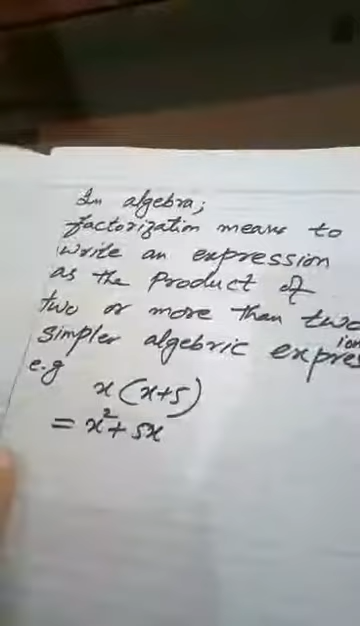 In algebra;
factorization means to
write an expression
as the Product of
two or more than two
simpler algebric expres
ion
e.g
x(x+5)
= x²+5x